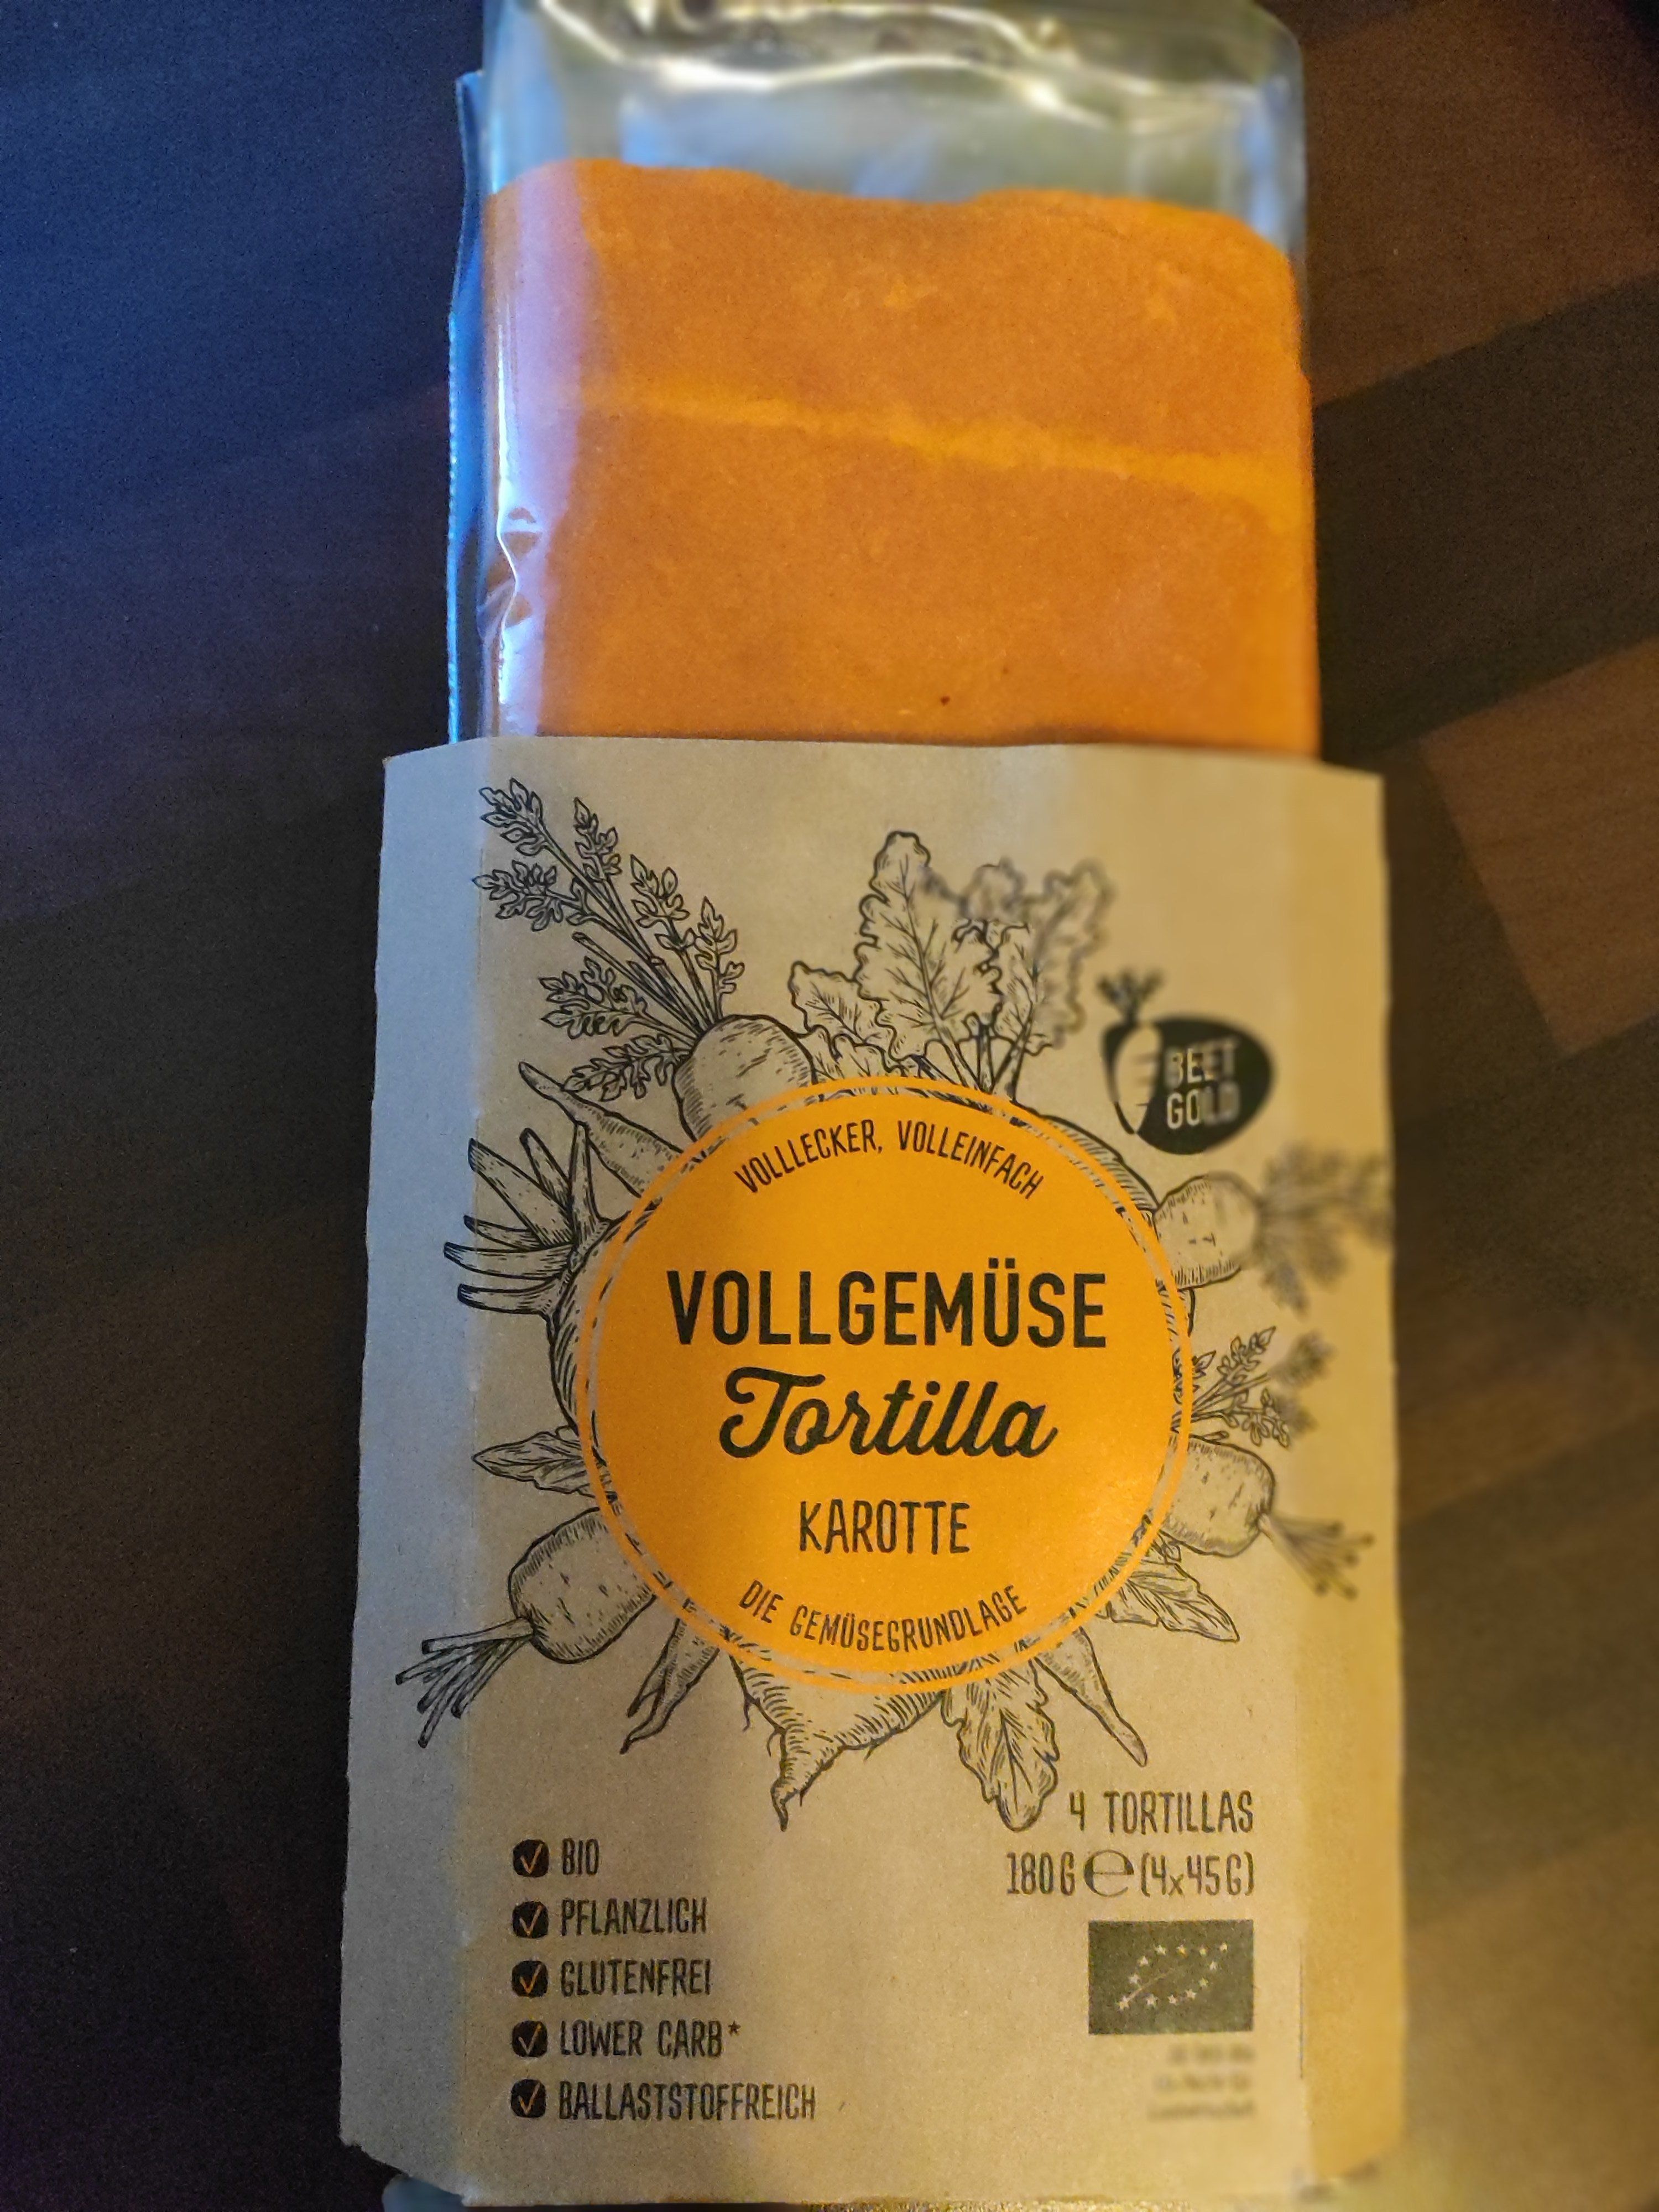 BEET
GOLD
VOLLLECKER, VOLLEINFACH
VOLLGEMÜSE
Tortilla
KAROTTE
DIE GEMÜSEGRUNDLAGE
4 TORTILLAS
180G℮(4x45G)
BIO
PFLANZLICH
GLUTENFREI
LOWER CARB*
BALLASTSTOFFREICH